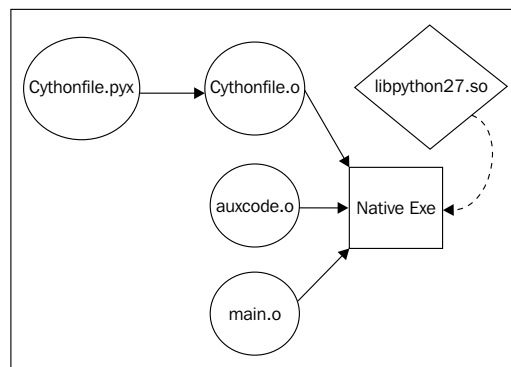 Cythonfile.pyx
Cythonfile.o
libpython27.so
auxcode.o
Native Exe
main.o